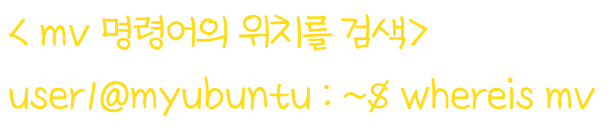 < mv 명령어의 위치를 검색>
user1@myubuntu : ~$ whereis mv